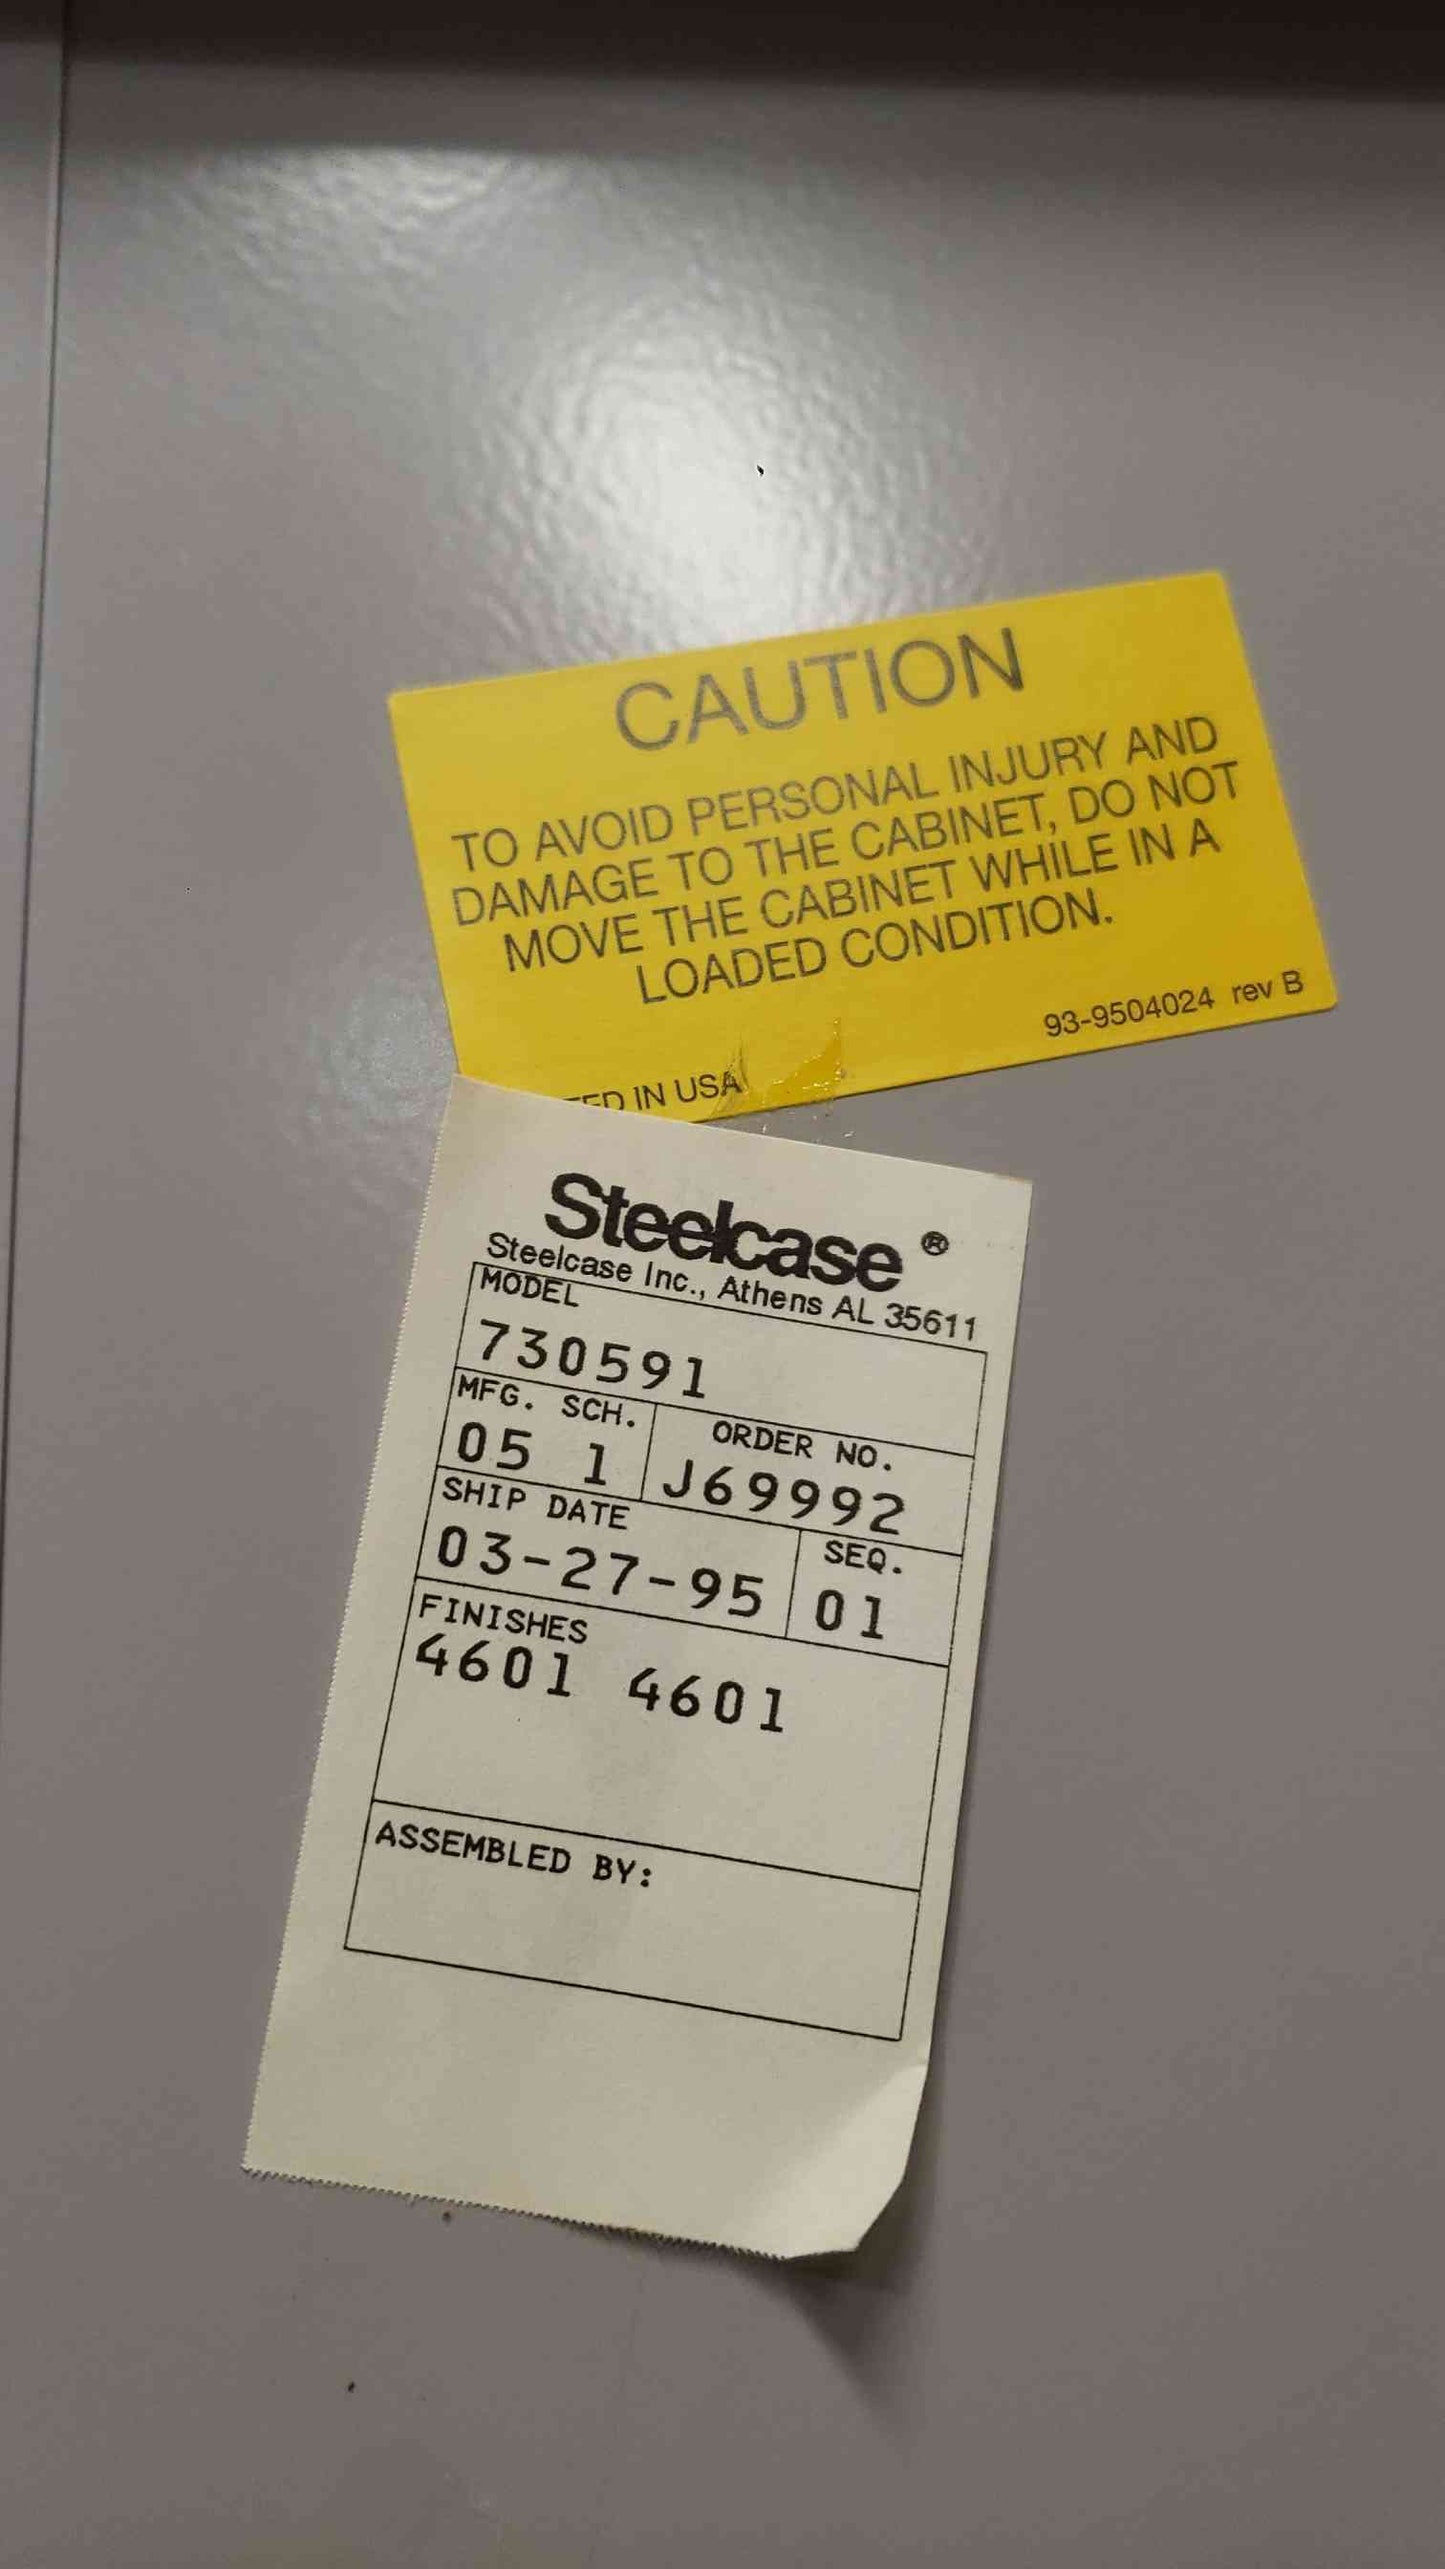 CAUTION
TO AVOID PERSONAL INJURY AND
DAMAGE TO THE CABINET, DO NOT
MOVE THE CABINET WHILE IN A
LOADED CONDITION.
93-9504024 rev B
IN USA
Steelcase ®
Steelcase Inc., Athens AL 35611
MODEL
730591
MFG. SCH. ORDER NO.
05 1 J69992
SHIP DATE SEQ.
03-27-95 01
FINISHES
4601 4601
ASSEMBLED BY: